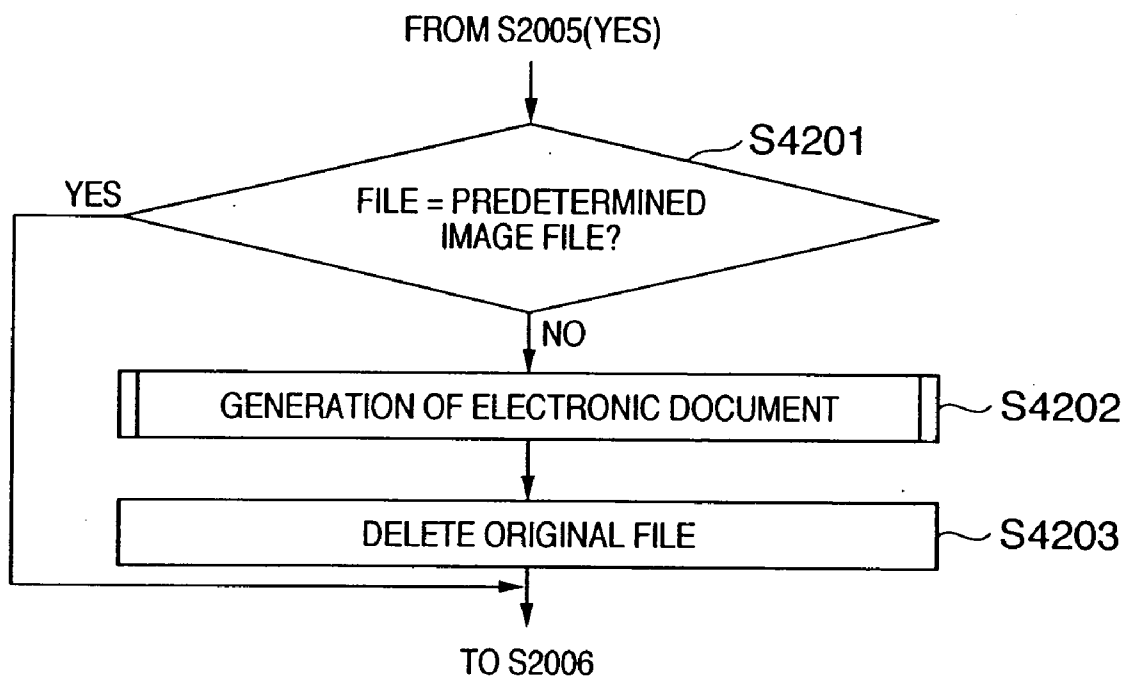 FROM S2005(YES)
S4201
YES
FILE = PREDETERMINED
IMAGE FILE?
NO
GENERATION OF ELECTRONIC DOCUMENT
S4202
DELETE ORIGINAL FILE
S4203
TO S2006